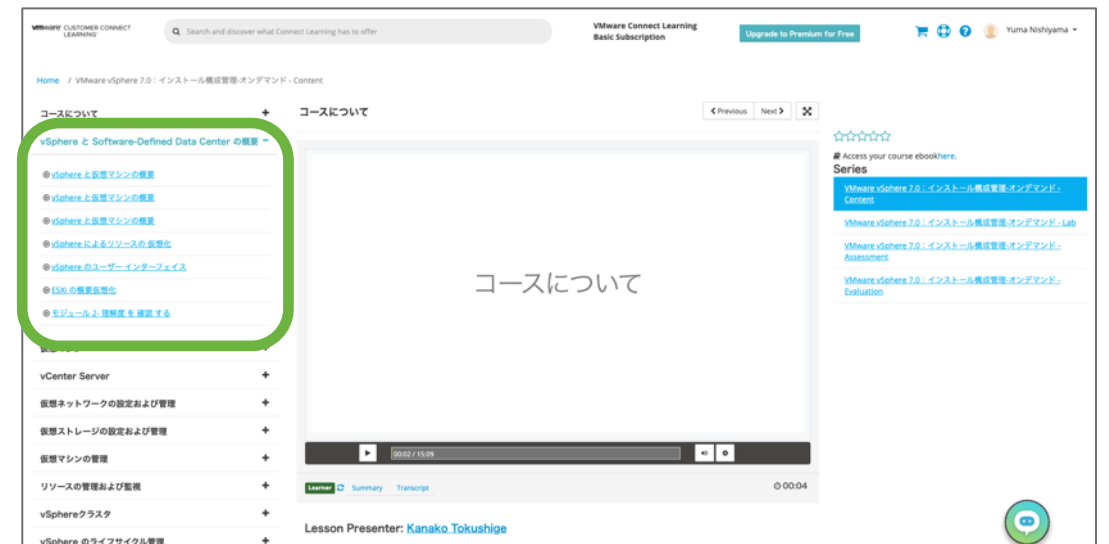 vmware CUSTOMER CONNECT
LEARNING
Search and discover what Connect Learning has to offer
VMware Connect Learning
Basic Subscription
Upgrade to Premium for Free
Yuma Nishiyama
Home / VMware vSphere 7.0：インストール構成管理-オンデマンド - Content
コースについて +
vSphere と Software-Defined Data Center の概要 −
vSphere と仮想マシンの概要
vSphere と仮想マシンの概要
vSphere と仮想マシンの概要
vSphere によるリソースの 仮想化
vSphere のユーザー インターフェイス
ESXi の概要仮想化
モジュール 2- 理解度 を 確認 する
vCenter Server +
仮想ネットワークの設定および管理 +
仮想ストレージの設定および管理 +
仮想マシンの管理 +
リソースの管理および監視 +
vSphereクラスタ +
vSphere のライフサイクル管理 +
コースについて
Previous Next
コースについて
00:02 / 15:09
Learner Summary Transcript
00:04
Lesson Presenter: Kanako Tokushige
Access your course ebookhere.
Series
VMware vSphere 7.0：インストール構成管理-オンデマンド -
Content
VMware vSphere 7.0：インストール構成管理-オンデマンド - Lab
VMware vSphere 7.0：インストール構成管理-オンデマンド -
Assessment
VMware vSphere 7.0：インストール構成管理-オンデマンド -
Evaluation